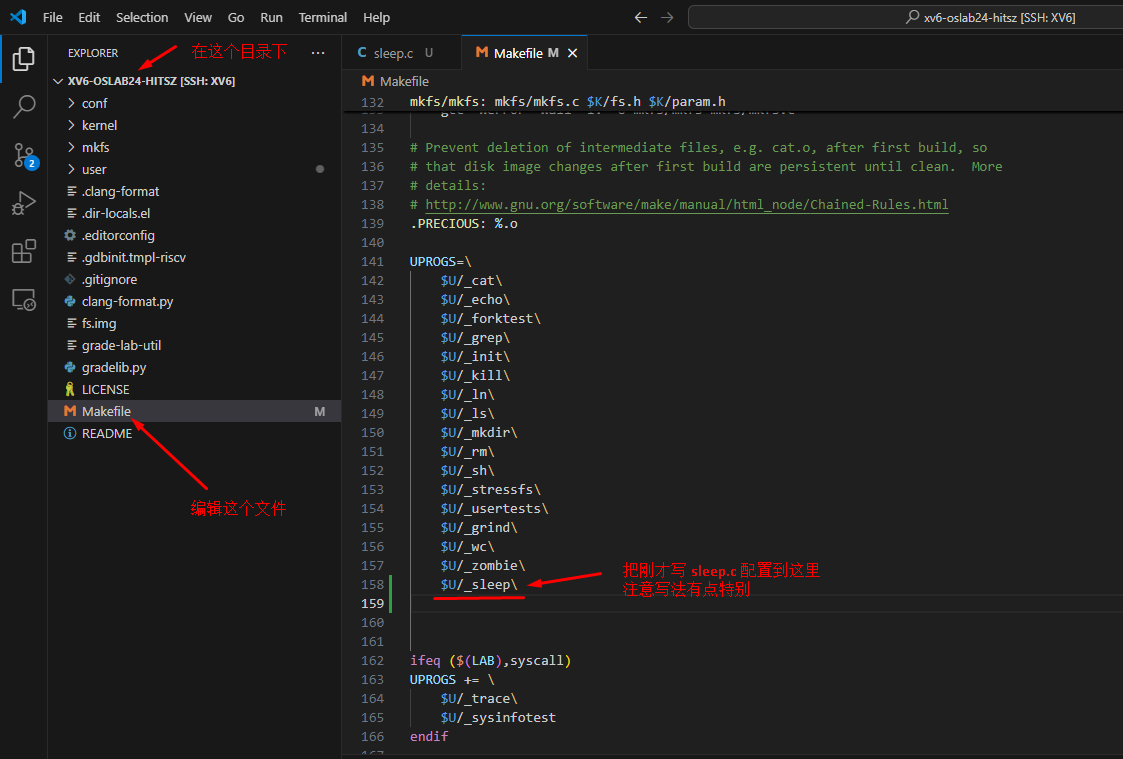 File Edit Selection View Go Run Terminal Help
xv6-oslab24-hitsz [SSH: XV6]
EXPLORER
在这个目录下
XV6-OSLAB24-HITSZ [SSH: XV6]
conf
kernel
mkfs
user
.clang-format
.dir-locals.el
.editorconfig
.gdbinit.tmpl-riscv
.gitignore
clang-format.py
fs.img
grade-lab-util
gradelib.py
LICENSE
Makefile M
README
编辑这个文件
2
C sleep.c U
M Makefile M
M Makefile
132 mkfs/mkfs: mkfs/mkfs.c $K/fs.h $K/param.h
134
135 # Prevent deletion of intermediate files, e.g. cat.o, after first build, so
136 # that disk image changes after first build are persistent until clean.  More
137 # details:
138 # http://www.gnu.org/software/make/manual/html_node/Chained-Rules.html
139 .PRECIOUS: %.o
140
141 UPROGS=\
142 $U/_cat\
143 $U/_echo\
144 $U/_forktest\
145 $U/_grep\
146 $U/_init\
147 $U/_kill\
148 $U/_ln\
149 $U/_ls\
150 $U/_mkdir\
151 $U/_rm\
152 $U/_sh\
153 $U/_stressfs\
154 $U/_usertests\
155 $U/_grind\
156 $U/_wc\
157 $U/_zombie\
158 $U/_sleep\
把刚才写 sleep.c 配置到这里
注意写法有点特别
159
160
161
162 ifeq ($(LAB),syscall)
163 UPROGS += \
164 $U/_trace\
165 $U/_sysinfotest
166 endif